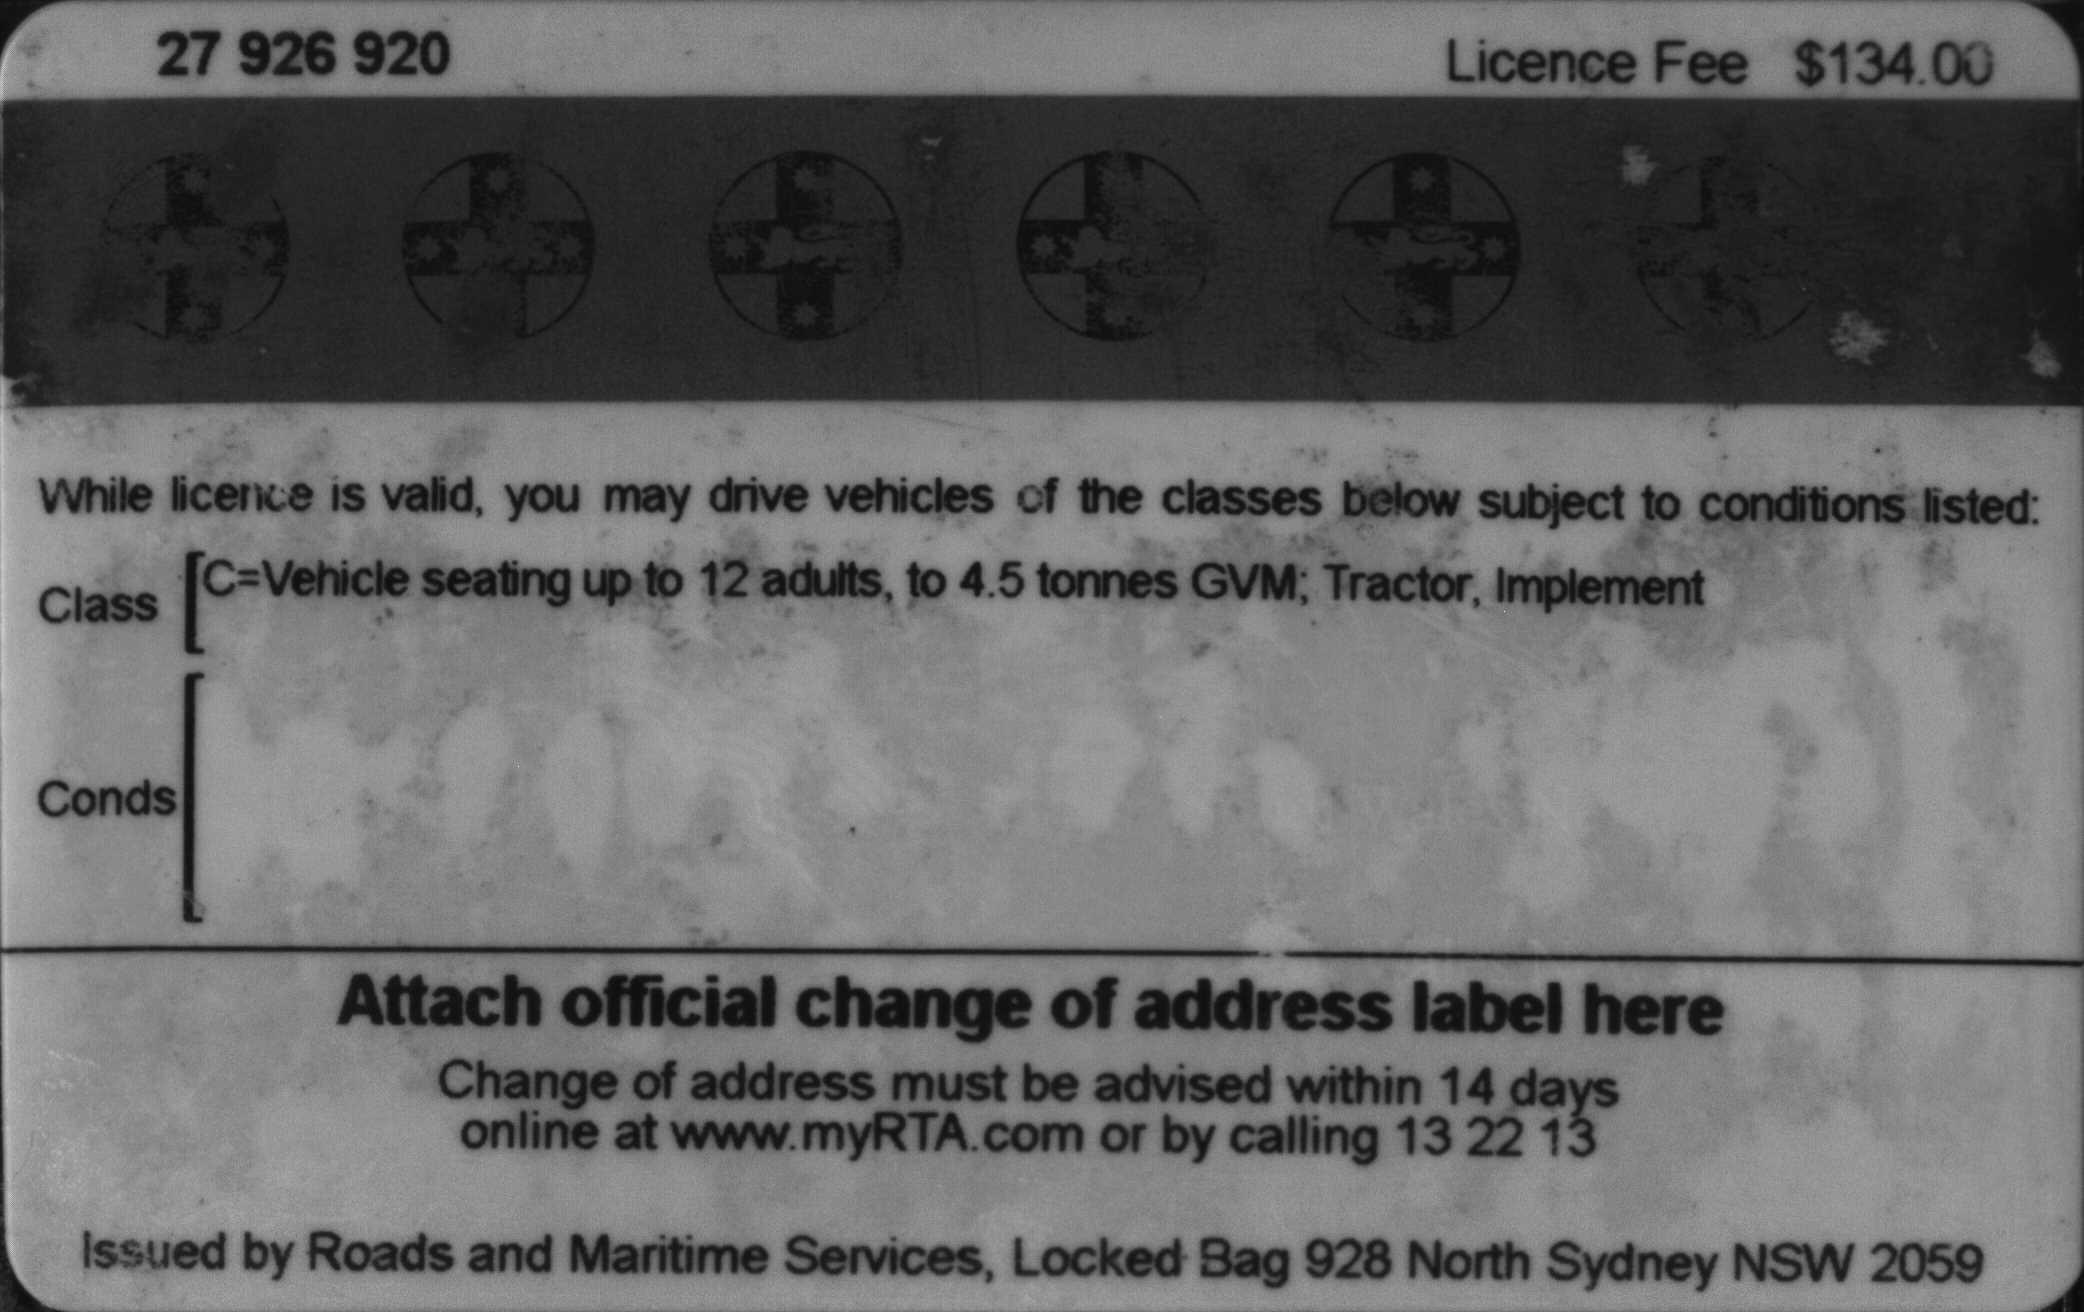 27 926 920
Licence Fee $134.00
While licence is valid, you may drive vehicles of the classes below subject to conditions listed:
Class
C=Vehicle seating up to 12 adults, to 4.5 tonnes GVM; Tractor, Implement
Conds
Attach official change of address label here
Change of address must be advised within 14 days
online at www.myRTA.com or by calling 13 22 13
Issued by Roads and Maritime Services, Locked Bag 928 North Sydney NSW 2059